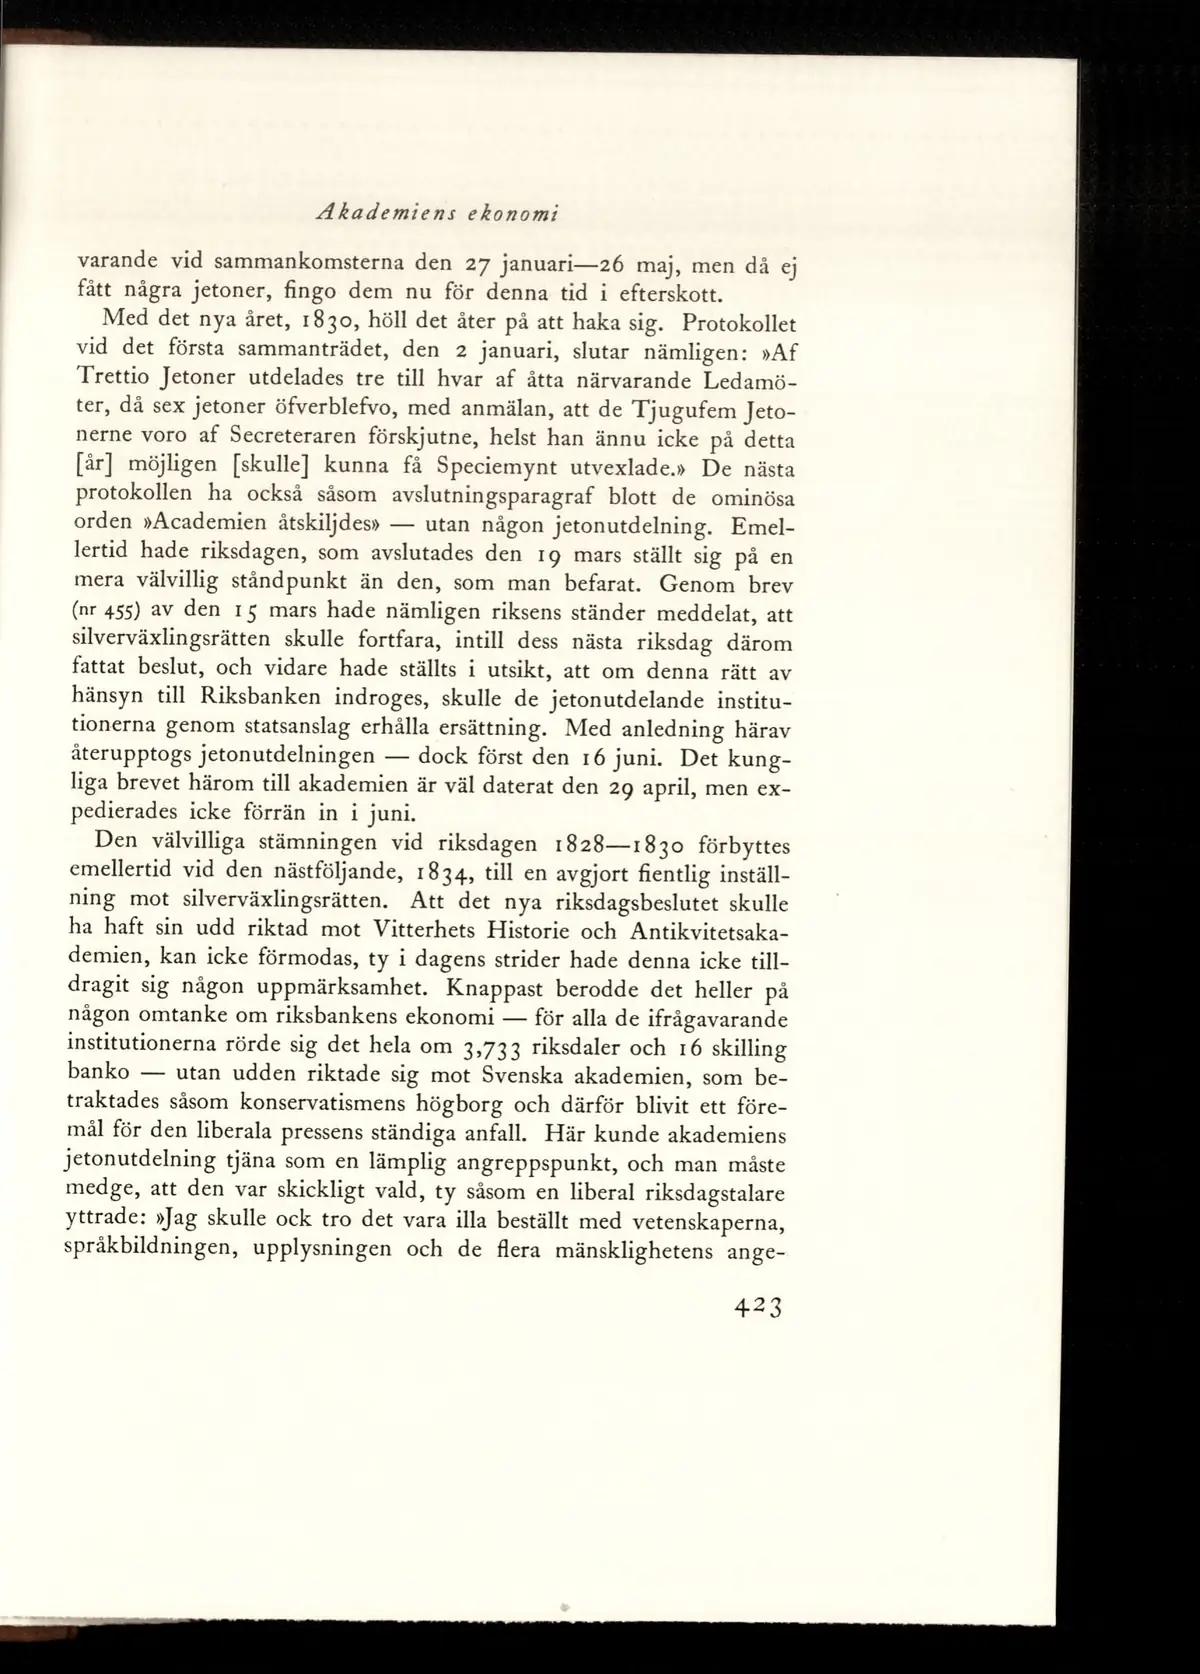 Akademiens ekonomi
varande vid sammankomsterna den 27 januari—26 maj, men då ej
fått några jetoner, fingo dem nu för denna tid i efterskott.
Med det nya året, 1830, höll det åter på att haka sig. Protokollet
vid det första sammanträdet, den 2 januari, slutar nämligen: »Af
Trettio Jetoner utdelades tre till hvar af åtta närvarande Ledamö-
ter, då sex jetoner öfverblefvo, med anmälan, att de Tjugufem Jeto-
nerne voro af Secreteraren förskjutne, helst han ännu icke på detta
[år] möjligen [skulle] kunna få Speciemynt utvexlade.» De nästa
protokollen ha också såsom avslutningsparagraf blott de ominösa
orden »Academien åtskiljdes» — utan någon jetonutdelning. Emel-
lertid hade riksdagen, som avslutades den 19 mars ställt sig på en
mera välvillig ståndpunkt än den, som man befarat. Genom brev
(nr 455) av den 15 mars hade nämligen riksens ständer meddelat, att
silverväxlingsrätten skulle fortfara, intill dess nästa riksdag därom
fattat beslut, och vidare hade ställts i utsikt, att om denna rätt av
hänsyn till Riksbanken indroges, skulle de jetonutdelande institu-
tionerna genom statsanslag erhålla ersättning. Med anledning härav
återupptogs jetonutdelningen — dock först den 16 juni. Det kung-
liga brevet härom till akademien är väl daterat den 29 april, men ex-
pedierades icke förrän in i juni.
Den välvilliga stämningen vid riksdagen 1828—1830 förbyttes
emellertid vid den nästföljande, 1834, till en avgjort fientlig inställ-
ning mot silverväxlingsrätten. Att det nya riksdagsbeslutet skulle
ha haft sin udd riktad mot Vitterhets Historie och Antikvitetsaka-
demien, kan icke förmodas, ty i dagens strider hade denna icke till-
dragit sig någon uppmärksamhet. Knappast berodde det heller på
någon omtanke om riksbankens ekonomi — för alla de ifrågavarande
institutionerna rörde sig det hela om 3,733 riksdaler och 16 skilling
banko — utan udden riktade sig mot Svenska akademien, som be-
traktades såsom konservatismens högborg och därför blivit ett före-
mål för den liberala pressens ständiga anfall. Här kunde akademiens
jetonutdelning tjäna som en lämplig angreppspunkt, och man måste
medge, att den var skickligt vald, ty såsom en liberal riksdagstalare
yttrade: »Jag skulle ock tro det vara illa beställt med vetenskaperna,
språkbildningen, upplysningen och de flera mänsklighetens ange-
423